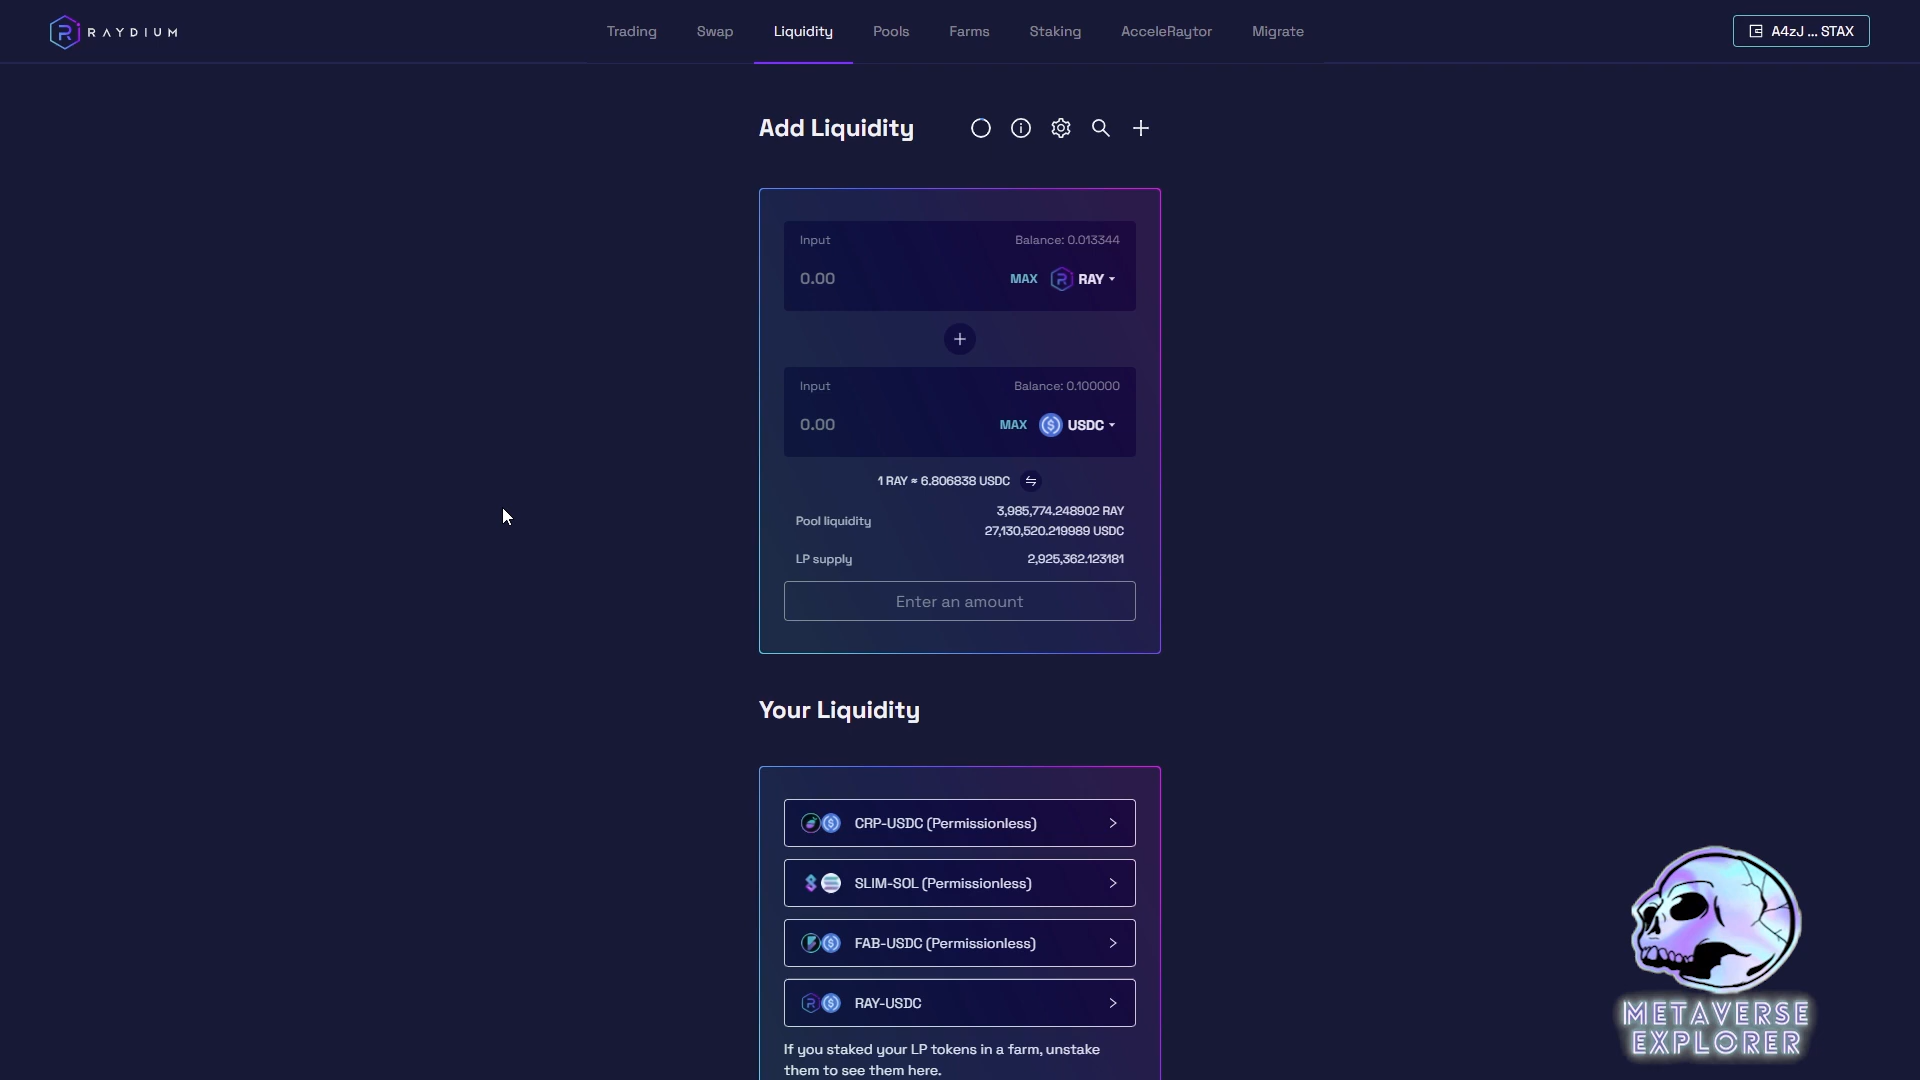 RAYDIUM
Trading
Swap
Liquidity
Pools
Farms
Staking
AcceleRaytor
Migrate
A4zJ ... STAX
Add Liquidity
Input
Balance: 0.013344
0.00
MAX
RAY
Input
Balance: 0.100000
0.00
MAX
USDC
1 RAY ≈ 6.806838 USDC
Pool liquidity
3,985,774.248902 RAY
27,130,520.219989 USDC
LP supply
2,925,362.123181
Enter an amount
Your Liquidity
CRP-USDC (Permissionless)
SLIM-SOL (Permissionless)
FAB-USDC (Permissionless)
RAY-USDC
If you staked your LP tokens in a farm, unstake
them to see them here.
METAVERSE
EXPLORER